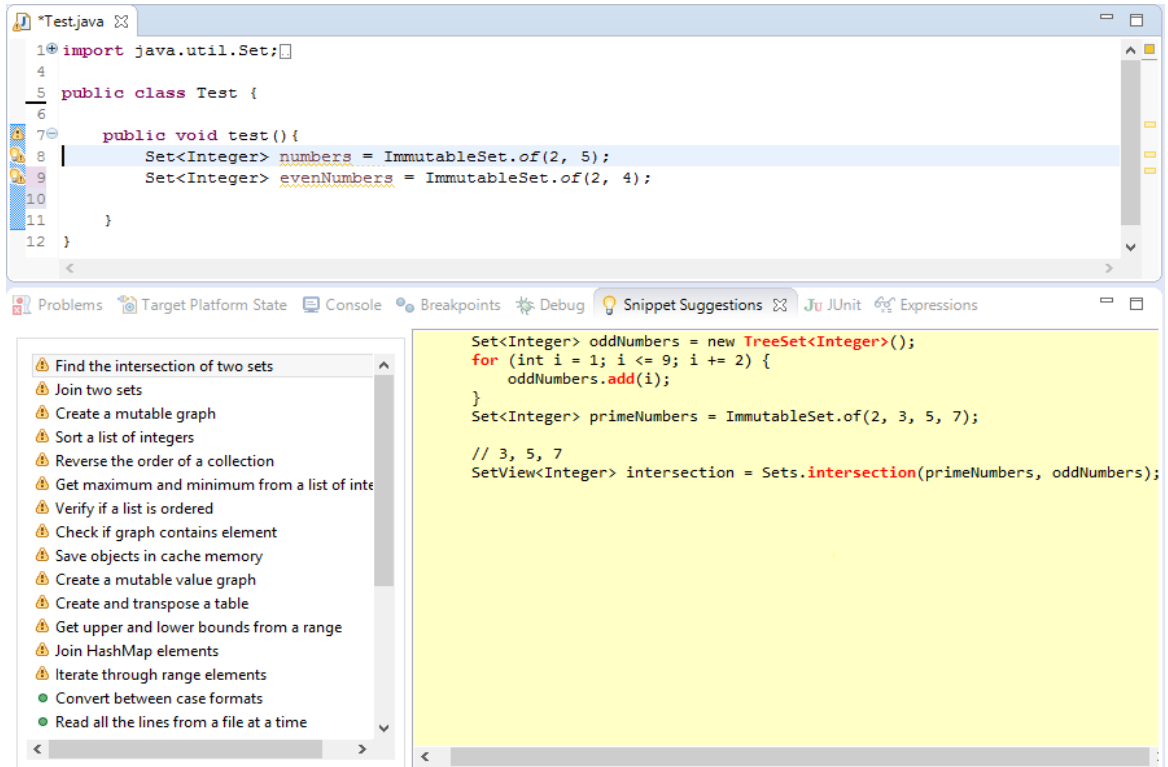 *Test.java
1 import java.util.Set;
4
5 public class Test {
6
7 public void test(){
8 Set<Integer> numbers = ImmutableSet.of(2, 5);
9 Set<Integer> evenNumbers = ImmutableSet.of(2, 4);
10
11 }
12 }
Problems Target Platform State Console Breakpoints Debug Snippet Suggestions JUnit Expressions
Find the intersection of two sets
Join two sets
Create a mutable graph
Sort a list of integers
Reverse the order of a collection
Get maximum and minimum from a list of inte
Verify if a list is ordered
Check if graph contains element
Save objects in cache memory
Create a mutable value graph
Create and transpose a table
Get upper and lower bounds from a range
Join HashMap elements
Iterate through range elements
Convert between case formats
Read all the lines from a file at a time
Set<Integer> oddNumbers = new TreeSet<Integer>();
for (int i = 1; i <= 9; i += 2) {
oddNumbers.add(i);
}
Set<Integer> primeNumbers = ImmutableSet.of(2, 3, 5, 7);
// 3, 5, 7
SetView<Integer> intersection = Sets.intersection(primeNumbers, oddNumbers);